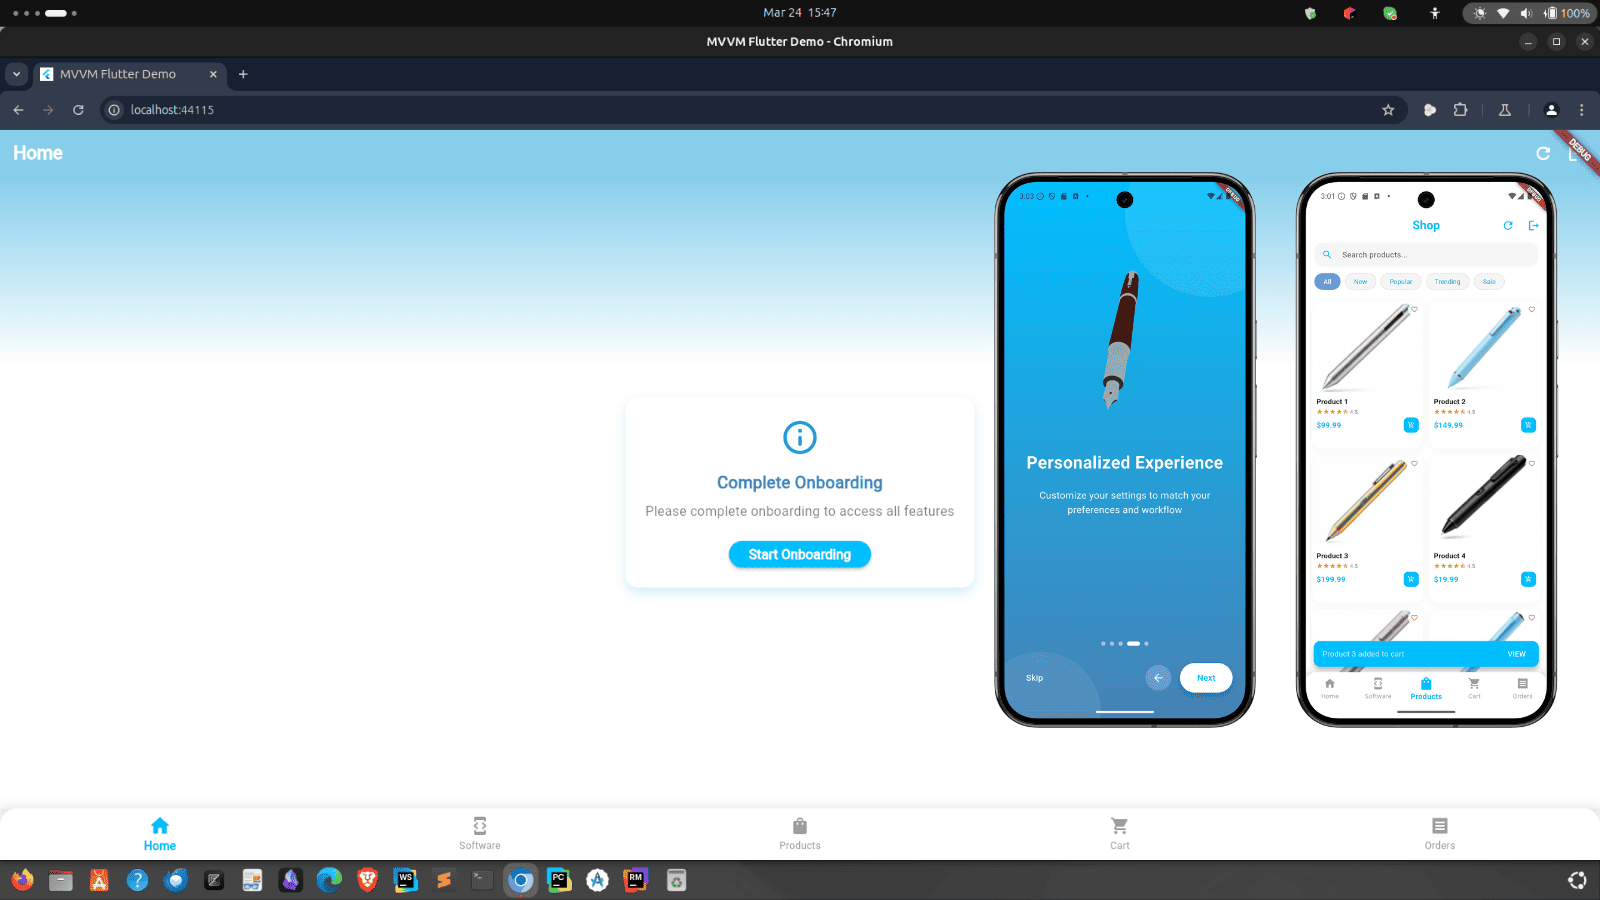 Mar 24 15:47
100%
MVVM Flutter Demo - Chromium
MVVM Flutter Demo
localhost:44115
Home
DEBUG
Complete Onboarding
Please complete onboarding to access all features
Start Onboarding
3:03
DEBUG
Personalized Experience
Customize your settings to match your
preferences and workflow
Skip
Next
3:01
DEBUG
Shop
Search products...
All
New
Popular
Trending
Sale
Product 1
4.5
$99.99
Product 2
4.5
$149.99
Product 3
4.5
$199.99
Product 4
4.5
$19.99
Product 3 added to cart
VIEW
Home
Software
Products
Cart
Orders
Home
Software
Products
Cart
Orders
WS
PC
RM